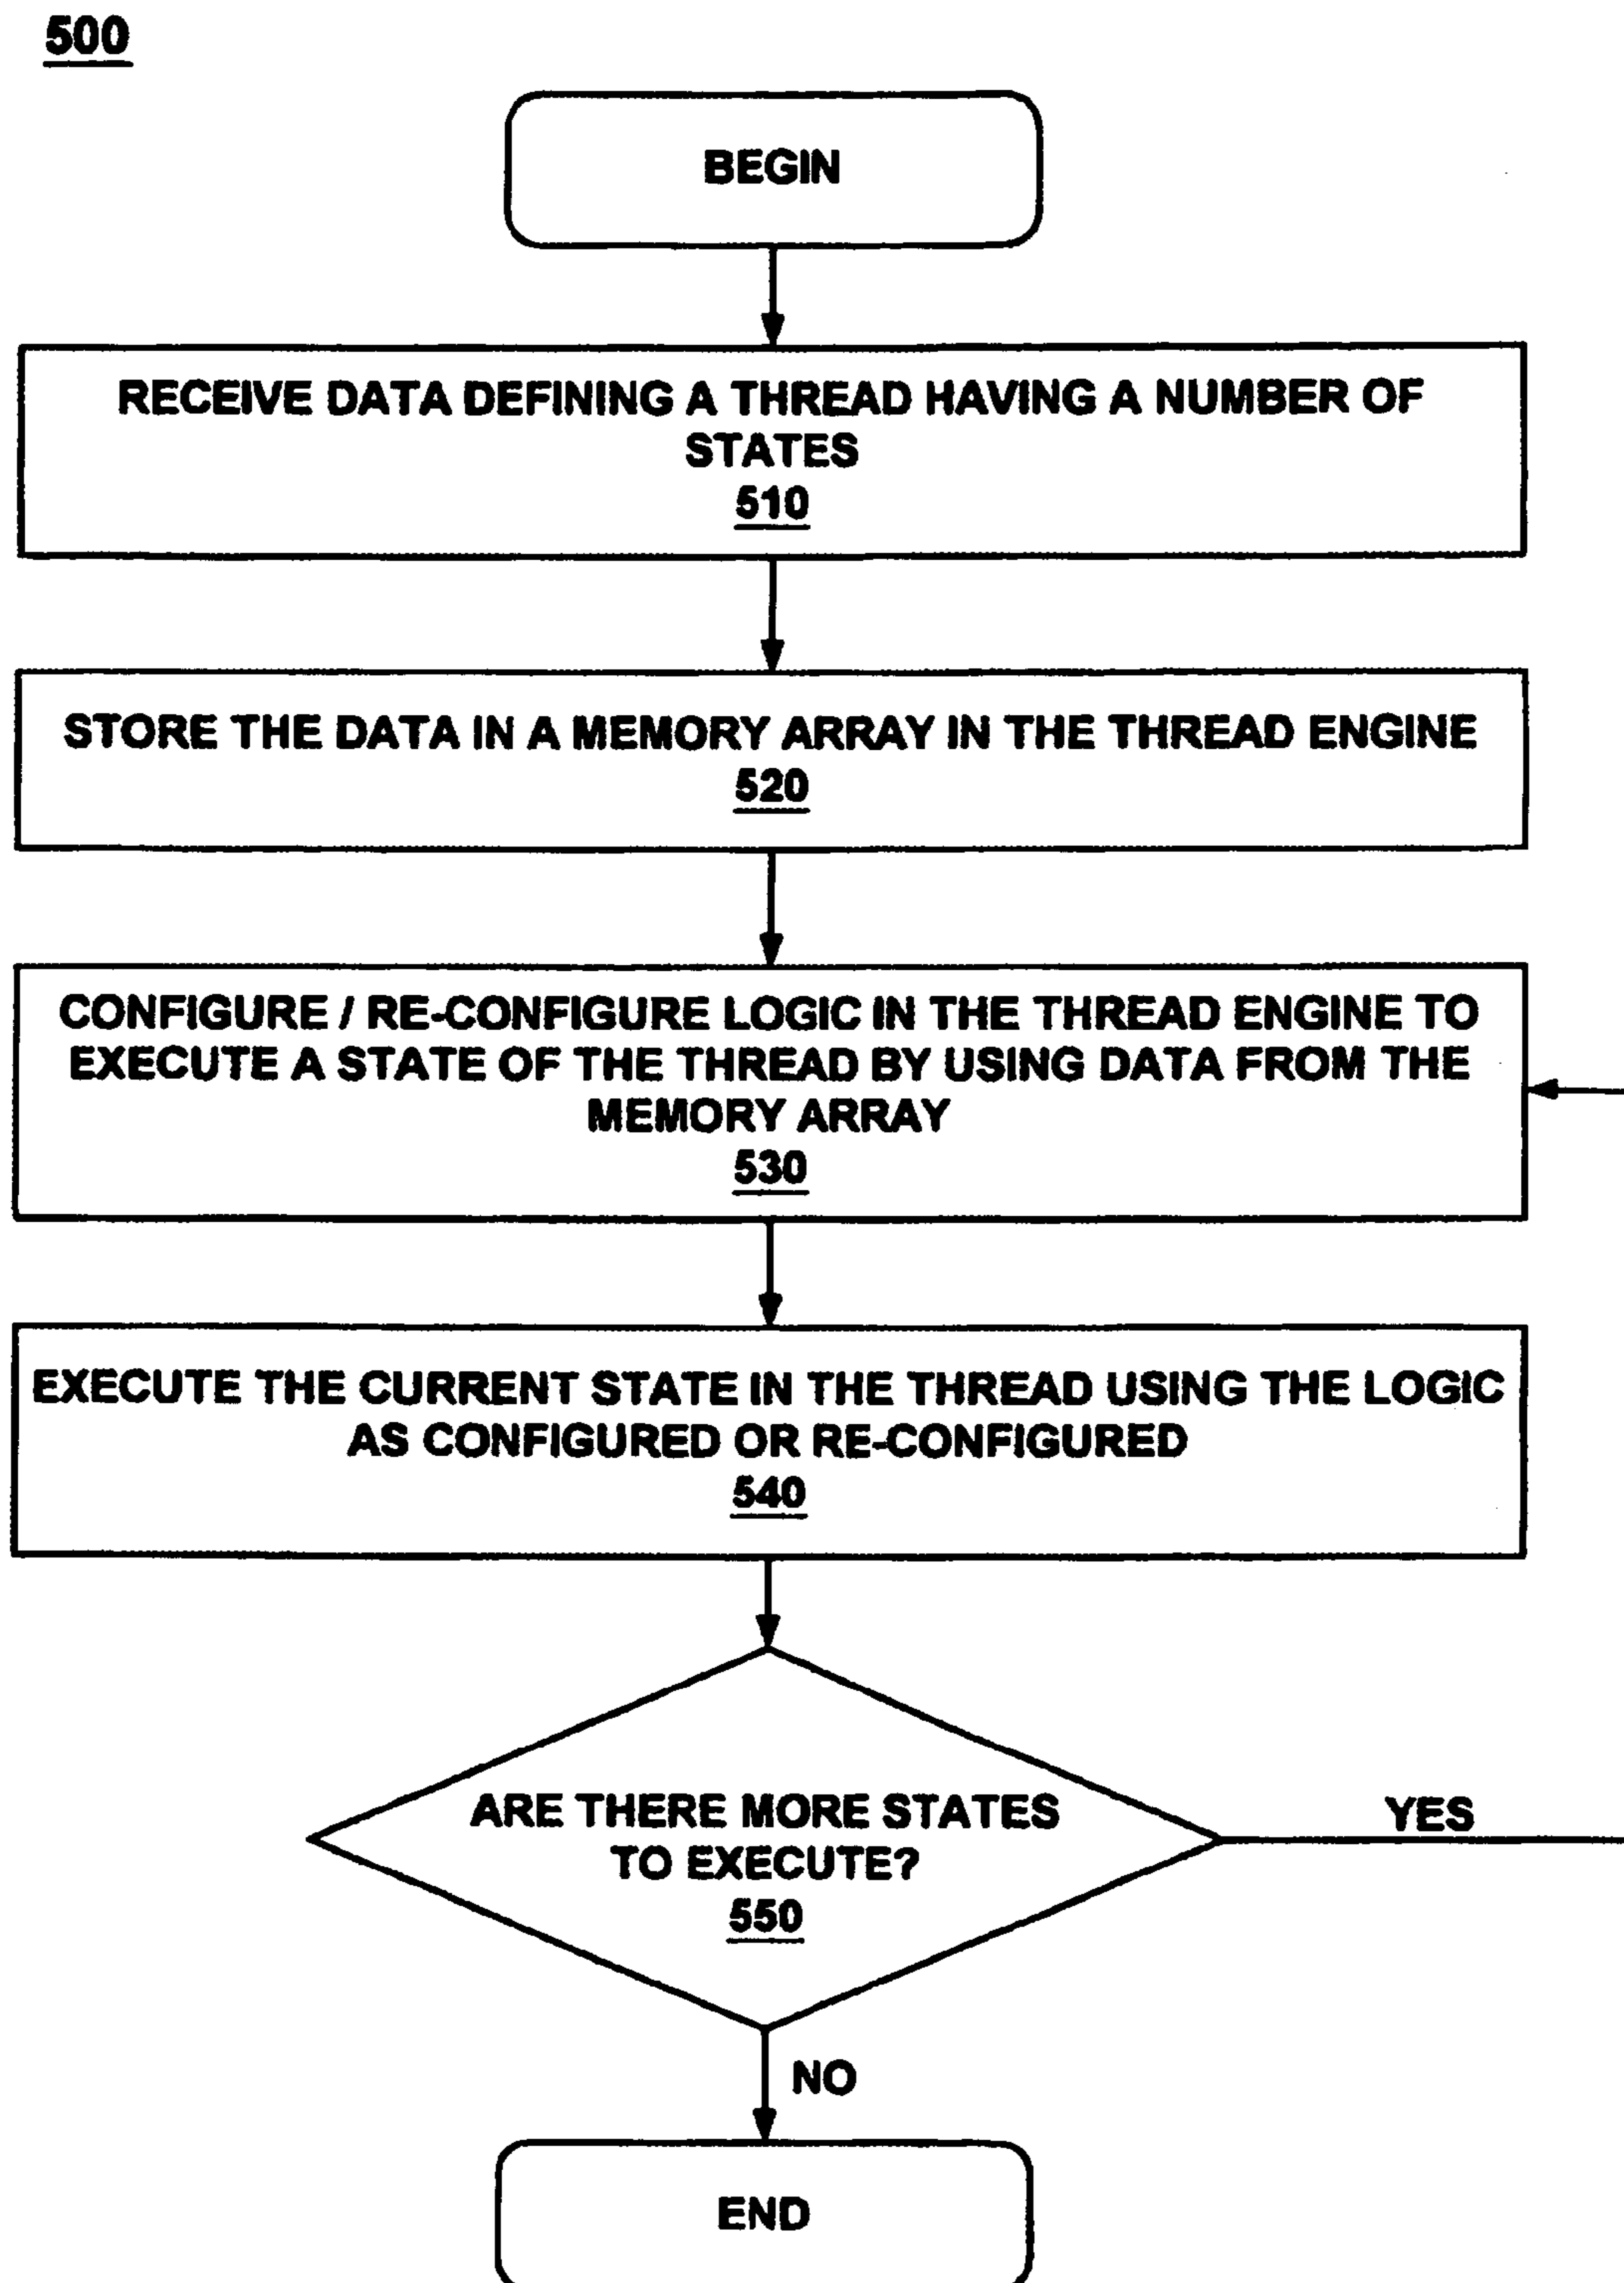 500
BEGIN
RECEIVE DATA DEFINING A THREAD HAVING A NUMBER OF
STATES
510
STORE THE DATA IN A MEMORY ARRAY IN THE THREAD ENGINE
520
CONFIGURE / RE-CONFIGURE LOGIC IN THE THREAD ENGINE TO
EXECUTE A STATE OF THE THREAD BY USING DATA FROM THE
MEMORY ARRAY
530
EXECUTE THE CURRENT STATE IN THE THREAD USING THE LOGIC
AS CONFIGURED OR RE-CONFIGURED
540
ARE THERE MORE STATES
TO EXECUTE?
550
YES
NO
END